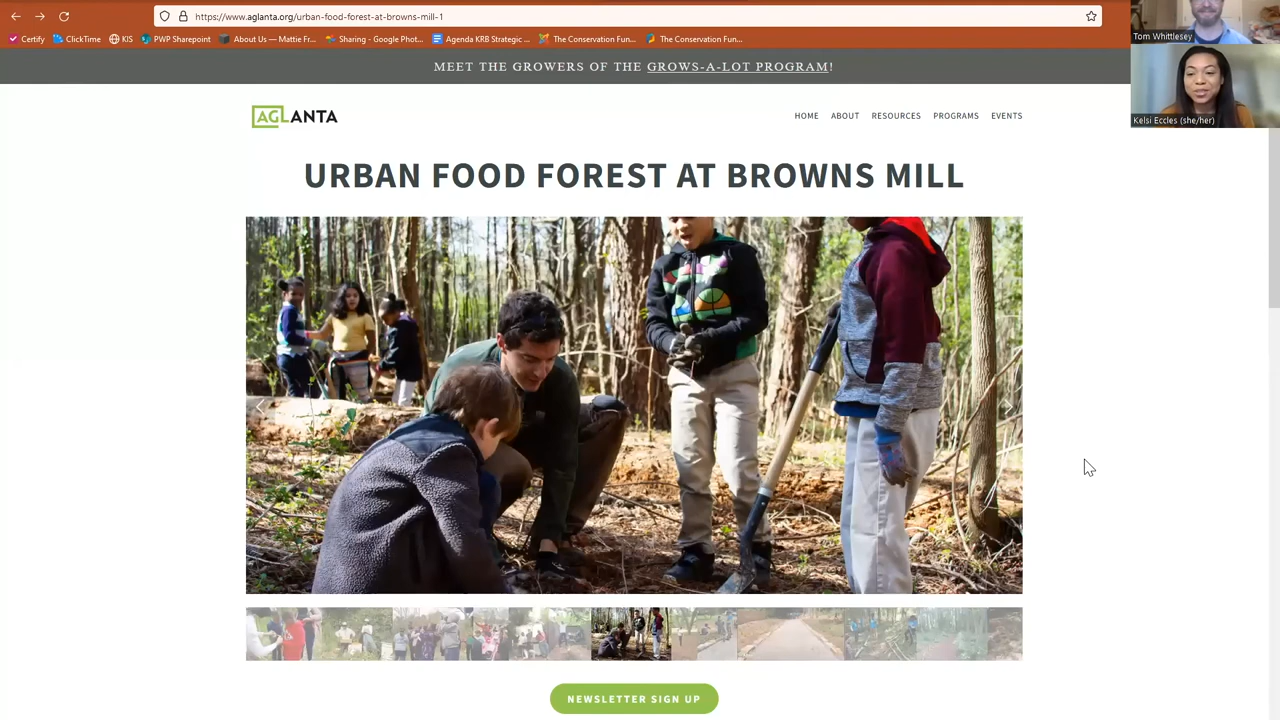 https://www.aglanta.org/urban-food-forest-at-browns-mill-1
Certify ClickTime KIS PWP Sharepoint About Us — Mattie Fr... Sharing - Google Phot... Agenda KRB Strategic ... The Conservation Fun... The Conservation Fun...
Tom Whittlesey
Kelsi Eccles (she/her)
MEET THE GROWERS OF THE GROWS-A-LOT PROGRAM!
AGLANTA
HOME ABOUT RESOURCES PROGRAMS EVENTS
URBAN FOOD FOREST AT BROWNS MILL
NEWSLETTER SIGN UP